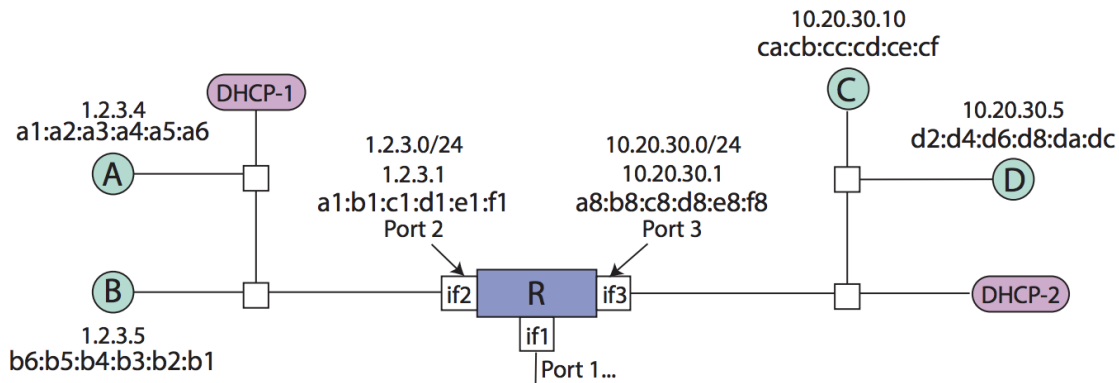 10.20.30.10
ca:cb:cc:cd:ce:cf
C
DHCP-1
1.2.3.4
a1:a2:a3:a4:a5:a6
A
10.20.30.5
d2:d4:d6:d8:da:dc
D
1.2.3.0/24
1.2.3.1
a1:b1:c1:d1:e1:f1
Port 2
10.20.30.0/24
10.20.30.1
a8:b8:c8:d8:e8:f8
Port 3
B
1.2.3.5
b6:b5:b4:b3:b2:b1
if2
R
if3
if1
Port 1...
DHCP-2